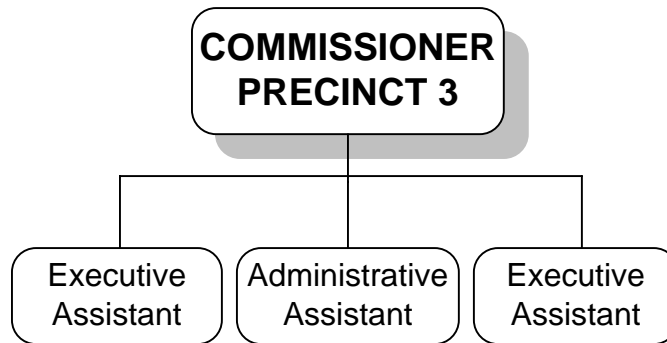 COMMISSIONER
PRECINCT 3
Executive
Assistant
Administrative
Assistant
Executive
Assistant